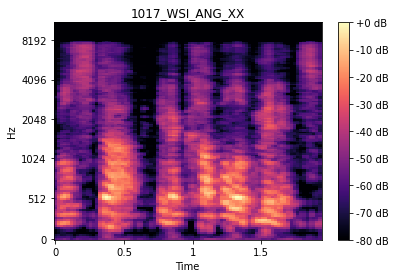 1017_WSI_ANG_XX
+0 dB
8192
-10 dB
4096
-20 dB
-30 dB
2048
Hz
-40 dB
1024
-50 dB
-60 dB
512
-70 dB
0
-80 dB
0
0.5
1
1.5
Time